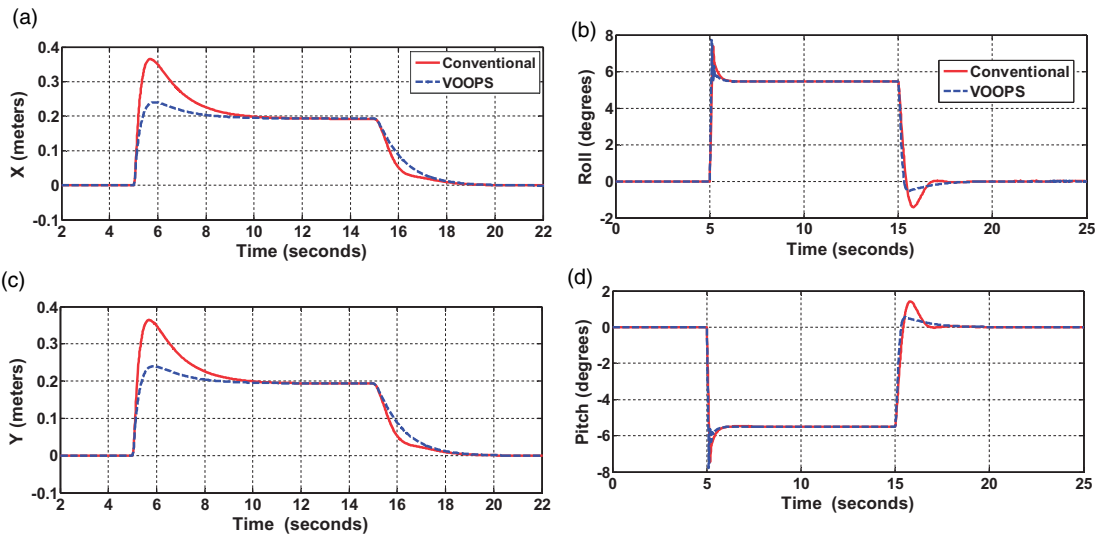 (a)
0.4
0.3
0.2
0.1
0
-0.1
X (meters)
Conventional
VOOPS
2 4 6 8 10 12 14 16 18 20 22
Time (seconds)
(b)
8
6
4
2
0
-2
Roll (degrees)
Conventional
VOOPS
0 5 10 15 20 25
Time (seconds)
(c)
0.4
0.3
0.2
0.1
0
-0.1
Y (meters)
2 4 6 8 10 12 14 16 18 20 22
Time (seconds)
(d)
2
0
-2
-4
-6
-8
Pitch (degrees)
0 5 10 15 20 25
Time (seconds)